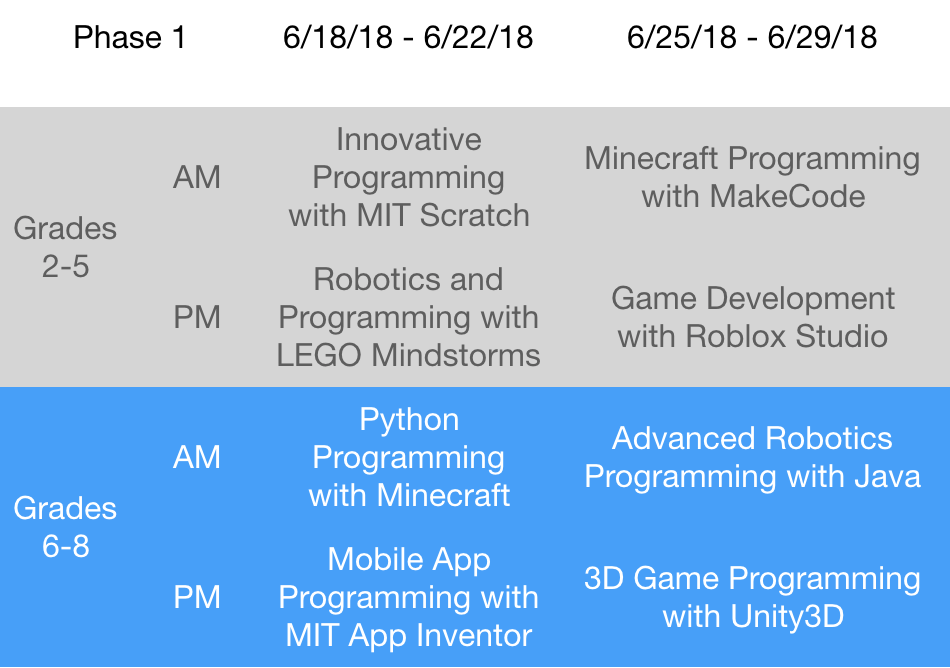 Phase 1
6/18/18 - 6/22/18
6/25/18 - 6/29/18
Grades
2-5
AM
Innovative
Programming
with MIT Scratch
Minecraft Programming
with MakeCode
PM
Robotics and
Programming with
LEGO Mindstorms
Game Development
with Roblox Studio
Grades
6-8
AM
Python
Programming
with Minecraft
Advanced Robotics
Programming with Java
PM
Mobile App
Programming with
MIT App Inventor
3D Game Programming
with Unity3D